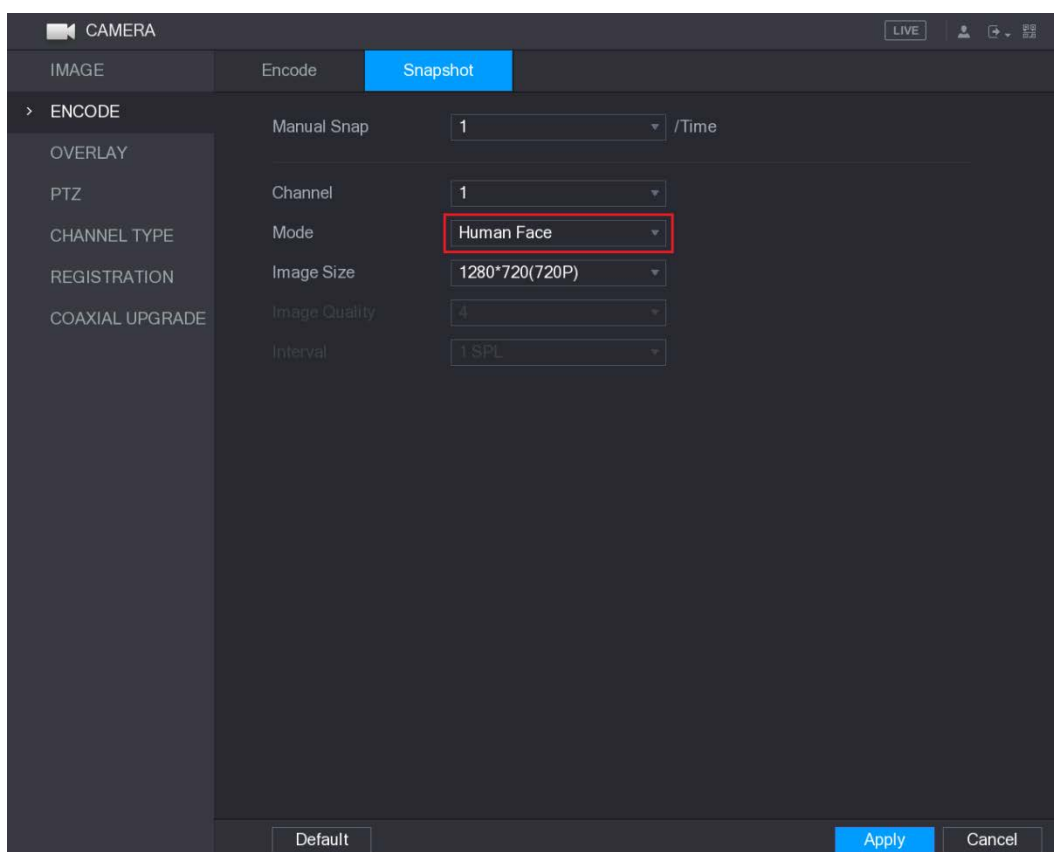 CAMERA
LIVE
IMAGE
Encode
Snapshot
> ENCODE
Manual Snap
1
/Time
OVERLAY
PTZ
Channel
1
CHANNEL TYPE
Mode
Human Face
REGISTRATION
Image Size
1280*720(720P)
COAXIAL UPGRADE
Image Quality
4
Interval
1 SPL
Default
Apply
Cancel